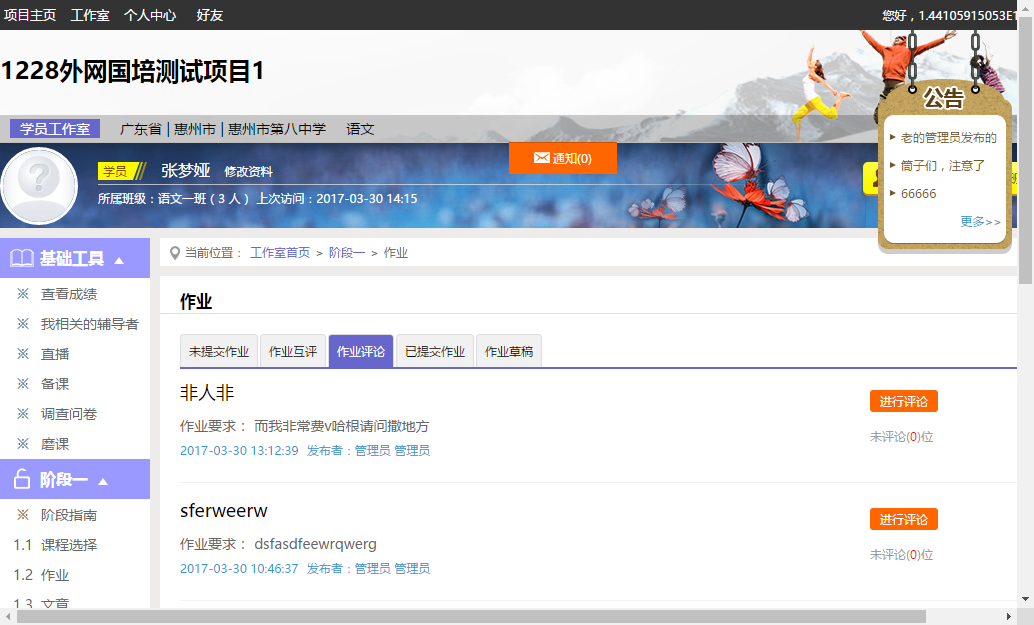 项目主页 工作室 个人中心 好友
您好，1.44105915053E1
1228外网国培测试项目1
公告
老的管理员发布的
筒子们，注意了
66666
更多>>
学员工作室 广东省 | 惠州市 | 惠州市第八中学 语文
通知(0)
学员 张梦娅 修改资料
所属班级：语文一班（3 人） 上次访问：2017-03-30 14:15
基础工具
※ 查看成绩
※ 我相关的辅导者
※ 直播
※ 备课
※ 调查问卷
※ 磨课
阶段一
※ 阶段指南
1.1 课程选择
1.2 作业
1.3 文章
当前位置： 工作室首页 > 阶段一 > 作业
作业
未提交作业 作业互评 作业评论 已提交作业 作业草稿
非人非
进行评论
作业要求： 而我非常费v哈根请问撒地方
未评论(0)位
2017-03-30 13:12:39 发布者：管理员 管理员
sferweerw
进行评论
作业要求： dsfasdfeewrqwerg
未评论(0)位
2017-03-30 10:46:37 发布者：管理员 管理员